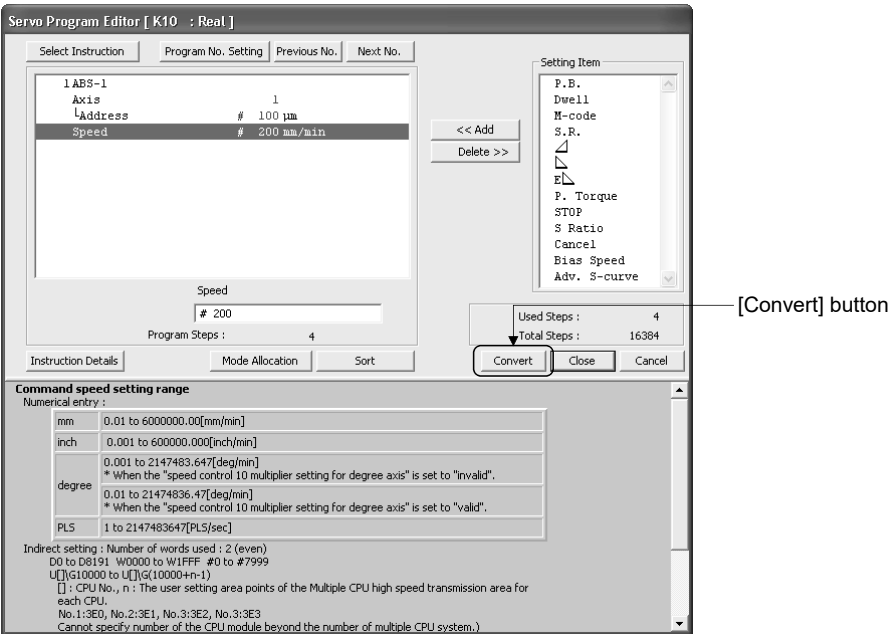 Servo Program Editor [ K10 : Real ]
Select Instruction Program No. Setting Previous No. Next No.
Setting Item
1 ABS-1
Axis 1
Address # 100 µm
Speed # 200 mm/min
<< Add
Delete >>
P.B.
Dwell
M-code
S.R.
E
P. Torque
STOP
S Ratio
Cancel
Bias Speed
Adv. S-curve
Speed
# 200
Program Steps : 4
Used Steps : 4
Total Steps : 16384
[Convert] button
Instruction Details Mode Allocation Sort Convert Close Cancel
Command speed setting range
Numerical entry :
mm 0.01 to 6000000.00[mm/min]
inch 0.001 to 600000.000[inch/min]
degree 0.001 to 2147483.647[deg/min]
* When the "speed control 10 multiplier setting for degree axis" is set to "invalid".
0.01 to 21474836.47[deg/min]
* When the "speed control 10 multiplier setting for degree axis" is set to "valid".
PLS 1 to 2147483647[PLS/sec]
Indirect setting : Number of words used : 2 (even)
D0 to D8191 W0000 to W1FFF #0 to #7999
U[]\G10000 to U[]\G(10000+n-1)
[] : CPU No., n : The user setting area points of the Multiple CPU high speed transmission area for
each CPU.
No.1:3E0, No.2:3E1, No.3:3E2, No.3:3E3
Cannot specify number of the CPU module beyond the number of multiple CPU system.)